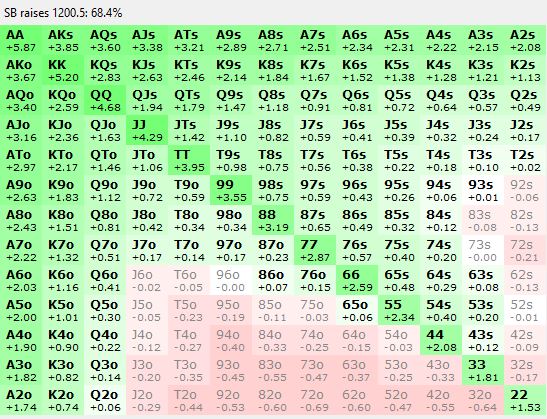 SB raises 1200.5: 68.4%
AA AKs AQs AJs ATs A9s A8s A7s A6s A5s A4s A3s A2s
+5.87 +3.85 +3.60 +3.38 +3.21 +2.89 +2.71 +2.51 +2.34 +2.31 +2.22 +2.15 +2.08
AKo KK KQs KJs KTs K9s K8s K7s K6s K5s K4s K3s K2s
+3.67 +5.20 +2.83 +2.63 +2.46 +2.14 +1.84 +1.67 +1.52 +1.38 +1.28 +1.21 +1.13
AQo KQo QQ QJs QTs Q9s Q8s Q7s Q6s Q5s Q4s Q3s Q2s
+3.40 +2.59 +4.68 +1.94 +1.79 +1.47 +1.18 +0.91 +0.81 +0.72 +0.64 +0.57 +0.49
AJo KJo QJo JJ JTs J9s J8s J7s J6s J5s J4s J3s J2s
+3.16 +2.36 +1.63 +4.29 +1.42 +1.10 +0.82 +0.59 +0.41 +0.39 +0.32 +0.24 +0.17
ATo KTo QTo JTo TT T9s T8s T7s T6s T5s T4s T3s T2s
+2.97 +2.17 +1.46 +1.06 +3.95 +0.98 +0.75 +0.56 +0.38 +0.22 +0.18 +0.10 +0.02
A9o K9o Q9o J9o T9o 99 98s 97s 96s 95s 94s 93s 92s
+2.63 +1.83 +1.12 +0.72 +0.59 +3.55 +0.75 +0.59 +0.43 +0.26 +0.06 +0.01 -0.06
A8o K8o Q8o J8o T8o 98o 88 87s 86s 85s 84s 83s 82s
+2.43 +1.51 +0.81 +0.42 +0.34 +0.34 +3.19 +0.65 +0.49 +0.32 +0.12 -0.08 -0.13
A7o K7o Q7o J7o T7o 97o 87o 77 76s 75s 74s 73s 72s
+2.22 +1.32 +0.51 +0.17 +0.14 +0.17 +0.23 +2.87 +0.57 +0.40 +0.20 -0.00 -0.21
A6o K6o Q6o J6o T6o 96o 86o 76o 66 65s 64s 63s 62s
+2.03 +1.16 +0.41 -0.02 -0.05 -0.00 +0.07 +0.15 +2.59 +0.48 +0.29 +0.08 -0.13
A5o K5o Q5o J5o T5o 95o 85o 75o 65o 55 54s 53s 52s
+2.00 +1.01 +0.30 -0.05 -0.23 -0.19 -0.11 -0.03 +0.06 +2.34 +0.40 +0.20 -0.01
A4o K4o Q4o J4o T4o 94o 84o 74o 64o 54o 44 43s 42s
+1.90 +0.90 +0.22 -0.12 -0.27 -0.40 -0.33 -0.25 -0.15 -0.03 +2.08 +0.12 -0.09
A3o K3o Q3o J3o T3o 93o 83o 73o 63o 53o 43o 33 32s
+1.82 +0.82 +0.14 -0.20 -0.35 -0.45 -0.55 -0.47 -0.37 -0.25 -0.33 +1.81 -0.17
A2o K2o Q2o J2o T2o 92o 82o 72o 62o 52o 42o 32o 22
+1.74 +0.74 +0.06 -0.29 -0.44 -0.53 -0.60 -0.69 -0.60 -0.47 -0.55 -0.64 +1.52